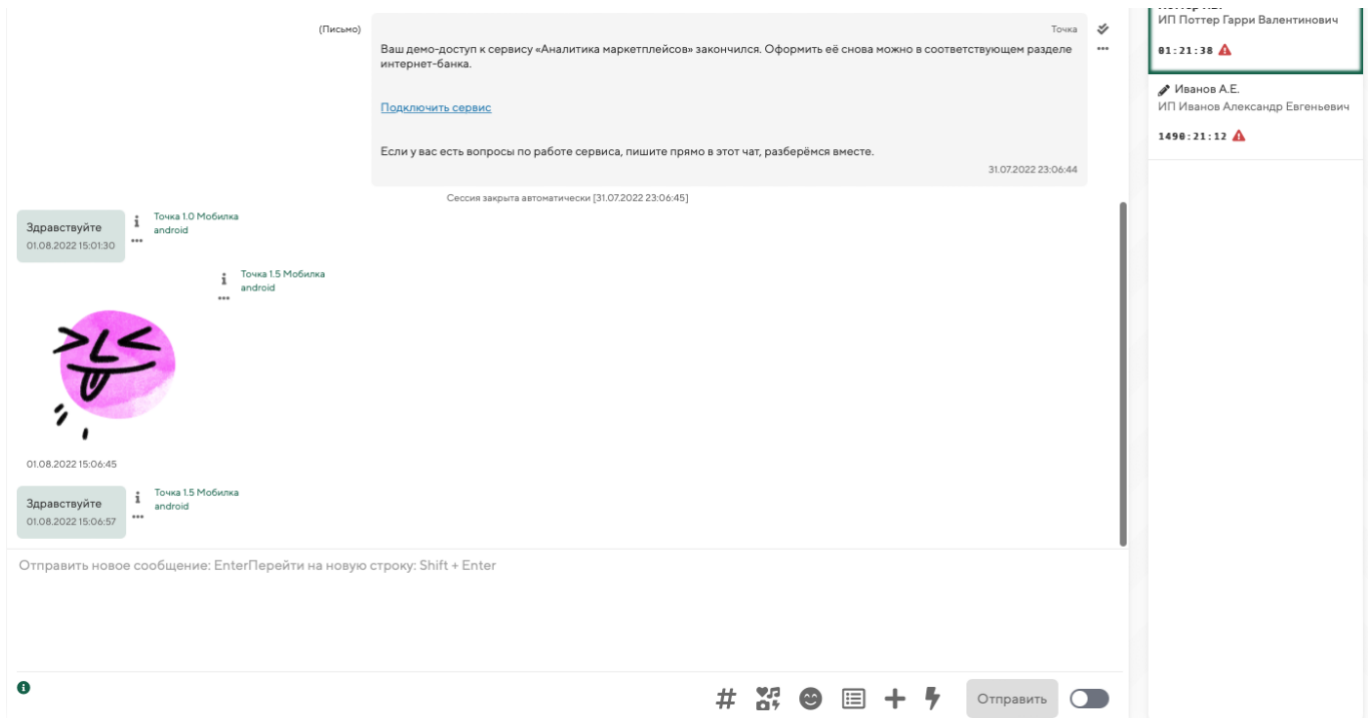 (Письмо)
Точка
Ваш демо-доступ к сервису «Аналитика маркетплейсов» закончился. Оформить её снова можно в соответствующем разделе
интернет-банка.
Подключить сервис
Если у вас есть вопросы по работе сервиса, пишите прямо в этот чат, разберёмся вместе.
31.07.2022 23:06:44
Сессия закрыта автоматически [31.07.2022 23:06:45]
Здравствуйте
01.08.2022 15:01:30
Точка 1.0 Мобилка
android
Точка 1.5 Мобилка
android
01.08.2022 15:06:45
Здравствуйте
01.08.2022 15:06:57
Точка 1.5 Мобилка
android
Отправить новое сообщение: EnterПерейти на новую строку: Shift + Enter
Отправить
ИП Поттер Гарри Валентинович
01:21:38
Иванов А.Е.
ИП Иванов Александр Евгеньевич
1490:21:12